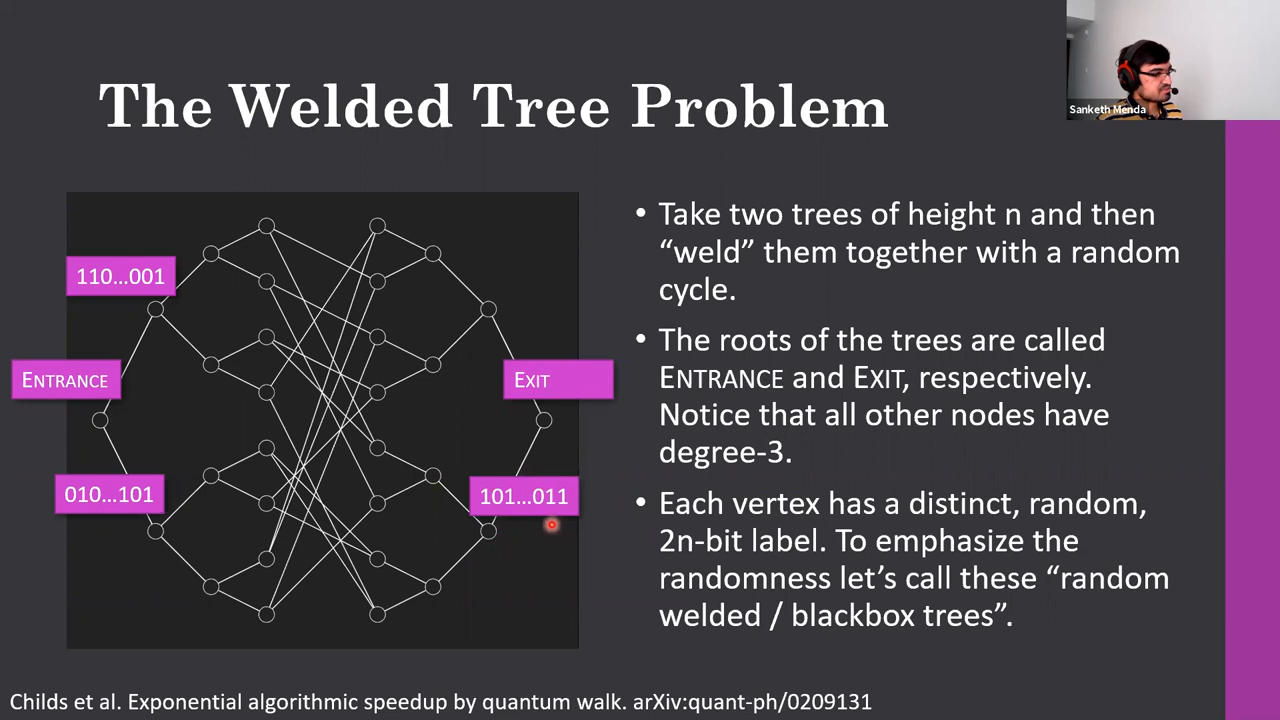 Sanketh Menda
The Welded Tree Problem
110...001
ENTRANCE
010...101
EXIT
101...011
• Take two trees of height n and then
“weld” them together with a random
cycle.
• The roots of the trees are called
ENTRANCE and EXIT, respectively.
Notice that all other nodes have
degree-3.
• Each vertex has a distinct, random,
2n-bit label. To emphasize the
randomness let’s call these “random
welded / blackbox trees”.
Childs et al. Exponential algorithmic speedup by quantum walk. arXiv:quant-ph/0209131